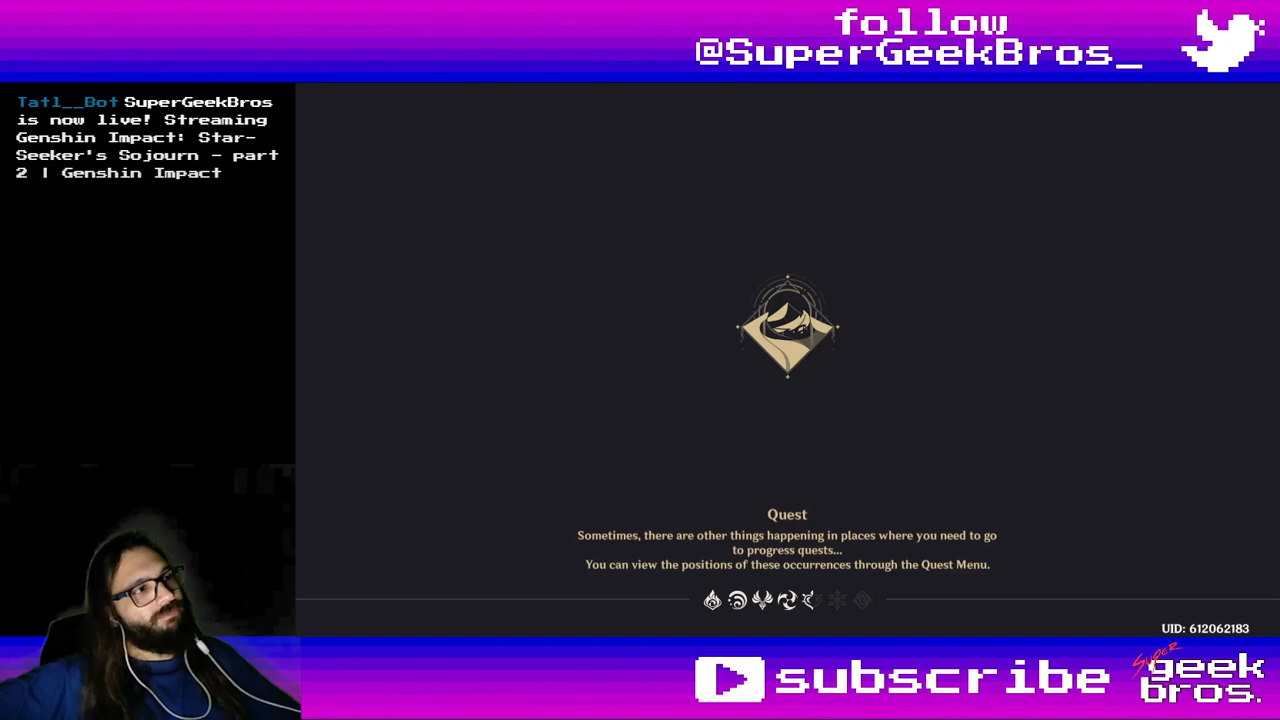 follow
@SuperGeekBros_
Tatl__Bot SuperGeekBros
is now live! Streaming
Genshin Impact: Star-
Seeker's Sojourn - part
2 | Genshin Impact
Quest
Sometimes, there are other things happening in places where you need to go
to progress quests...
You can view the positions of these occurrences through the Quest Menu.
UID: 612062183
subscribe
SUPER
geek
bros.